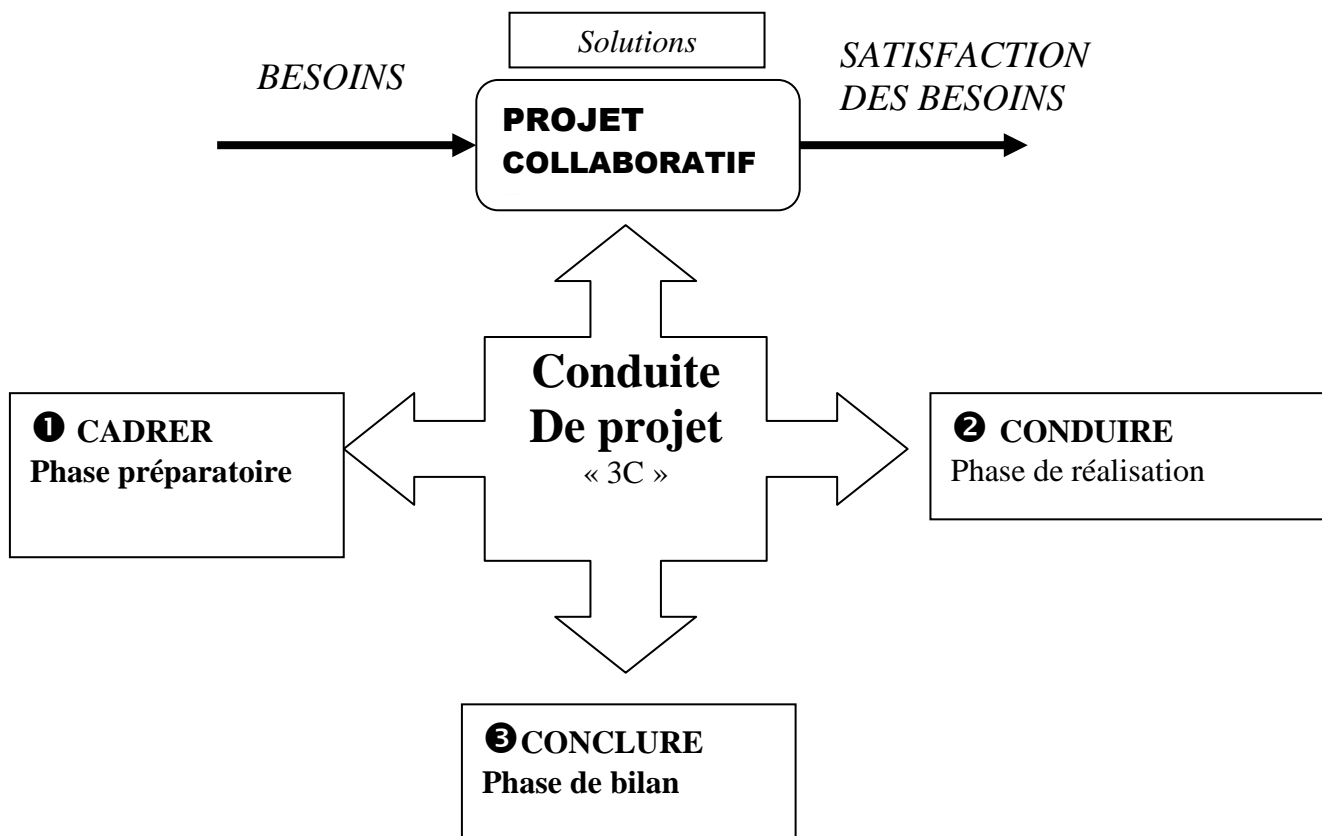 Solutions
BESOINS
SATISFACTION
DES BESOINS
PROJET
COLLABORATIF
Conduite
De projet
« 3C »
❶ CADRER
Phase préparatoire
❷ CONDUIRE
Phase de réalisation
❸CONCLURE
Phase de bilan